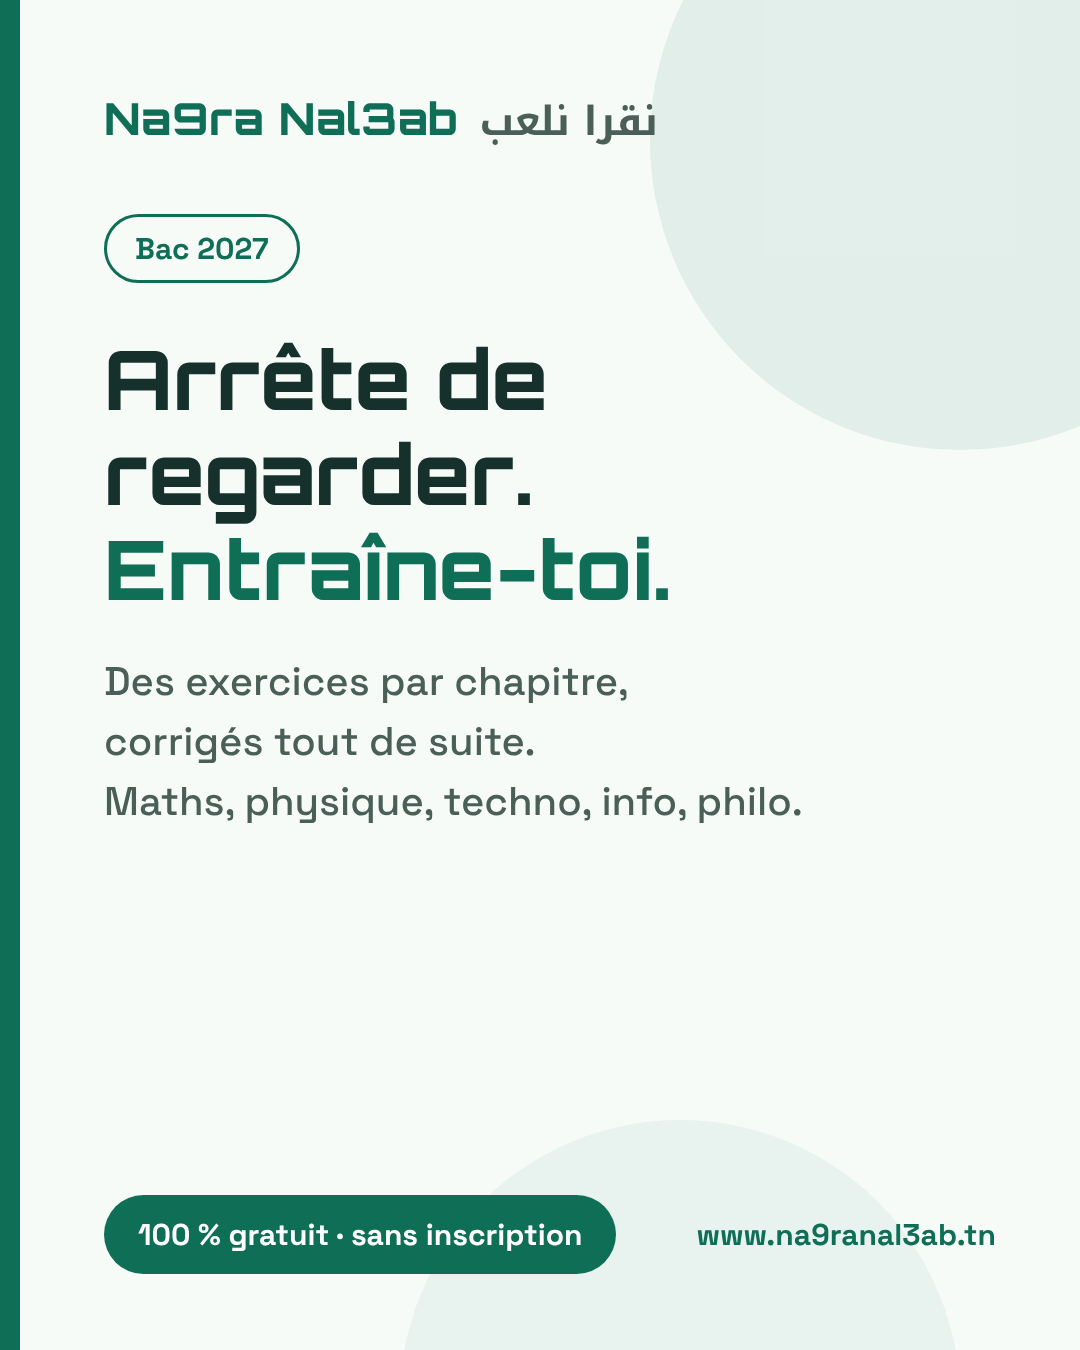 Na9ra Nal3ab نقرا نلعب
Bac 2027
Arrête de
regarder.
Entraîne-toi.
Des exercices par chapitre,
corrigés tout de suite.
Maths, physique, techno, info, philo.
100 % gratuit · sans inscription
www.na9ranal3ab.tn